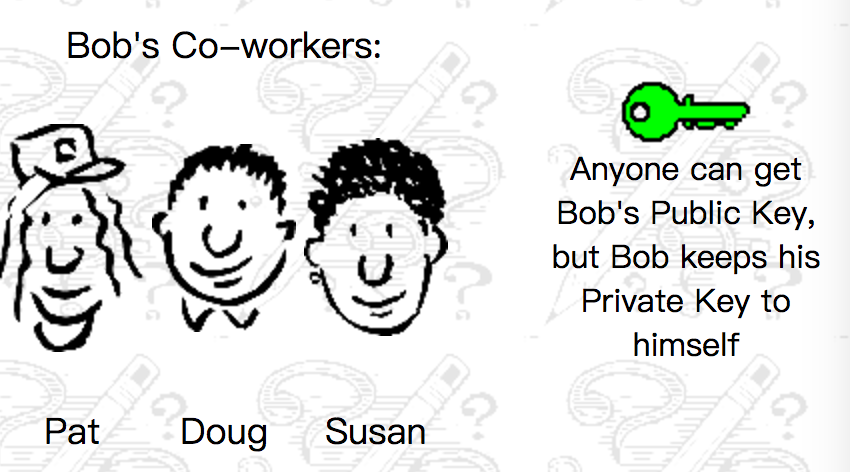 Bob's Co-workers:
Anyone can get
Bob's Public Key,
but Bob keeps his
Private Key to
himself
Pat Doug Susan